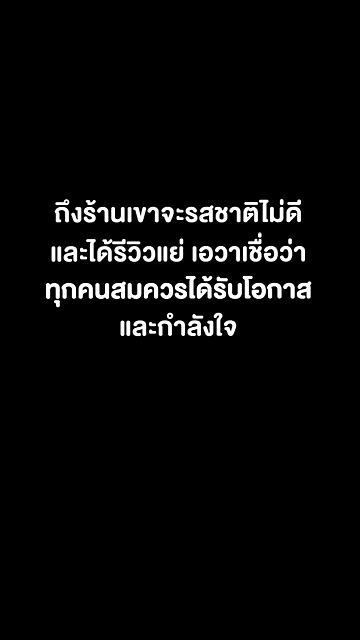 ถึงร้านเขาจะรสชาติไม่ดี
และได้รีวิวแย่ เอวาเชื่อว่า
ทุกคนสมควรได้รับโอกาส
และกำลังใจ